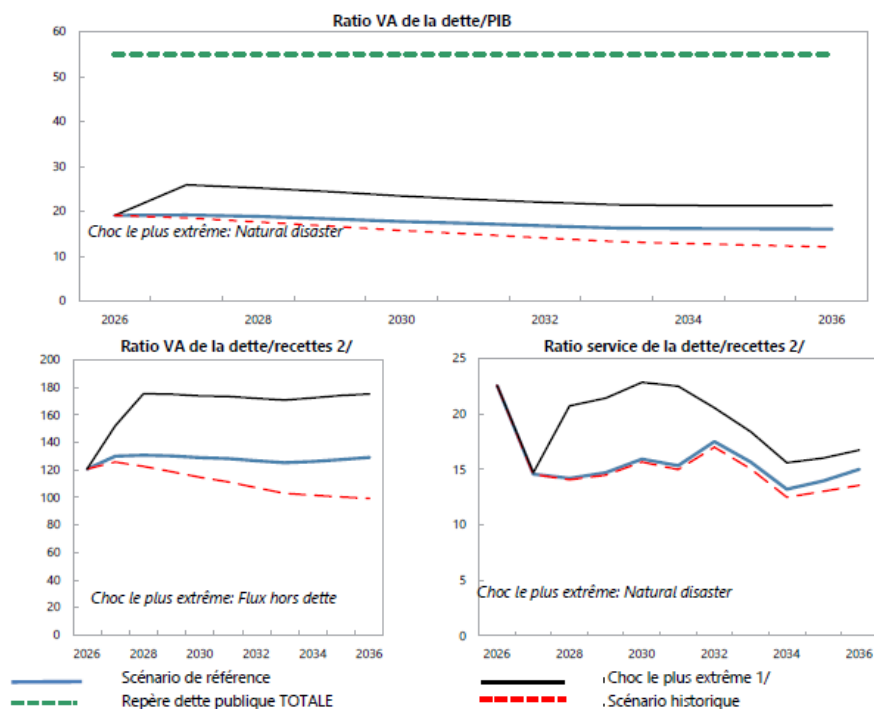 Ratio VA de la dette/PIB
60
50
40
30
20
10
0
Choc le plus extrême: Natural disaster
2026 2028 2030 2032 2034 2036
Ratio VA de la dette/recettes 2/
200
180
160
140
120
100
80
60
40
20
0
Choc le plus extrême: Flux hors dette
2026 2028 2030 2032 2034 2036
Ratio service de la dette/recettes 2/
25
20
15
10
5
0
Choc le plus extrême: Natural disaster
2026 2028 2030 2032 2034 2036
Scénario de référence
Choc le plus extrême 1/
Repère dette publique TOTALE
Scénario historique